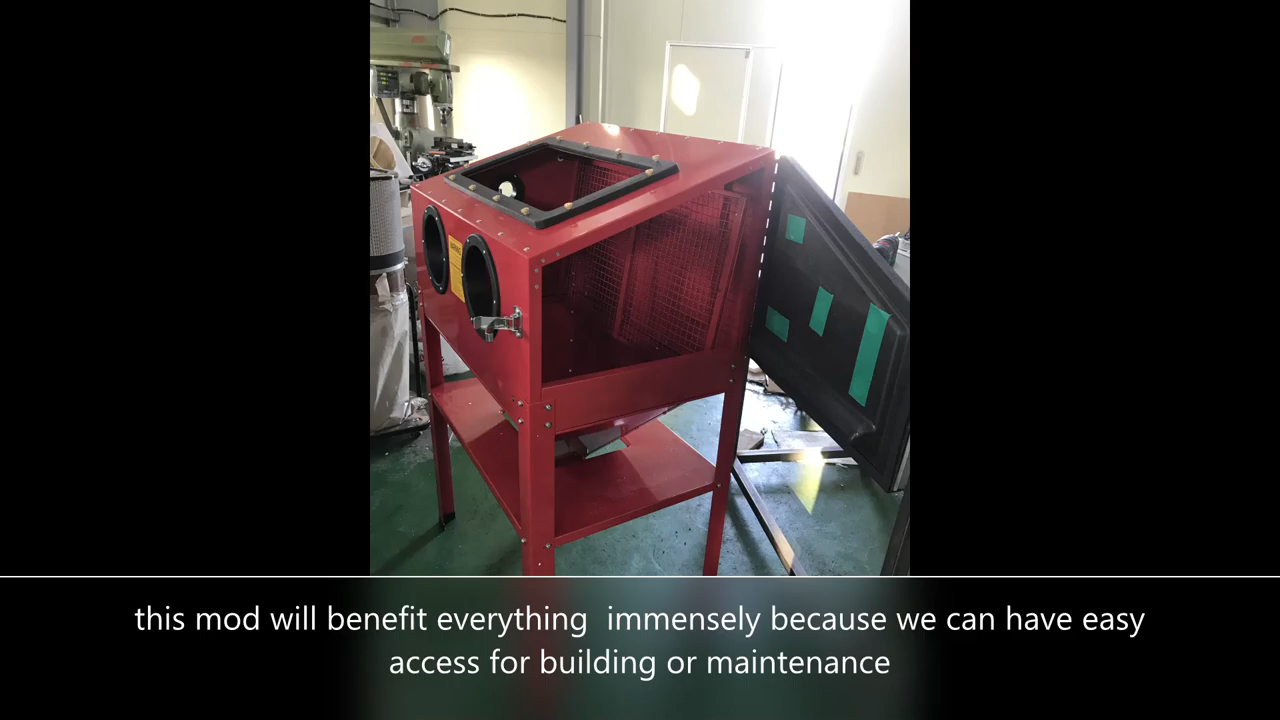 this mod will benefit everything  immensely because we can have easy
access for building or maintenance